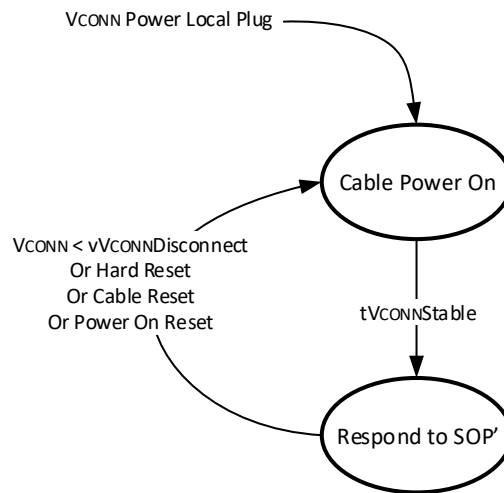 VCONN Power Local Plug
Cable Power On
VCONN < vVCONNDisconnect
Or Hard Reset
Or Cable Reset
Or Power On Reset
tVCONNStable
Respond to SOP’